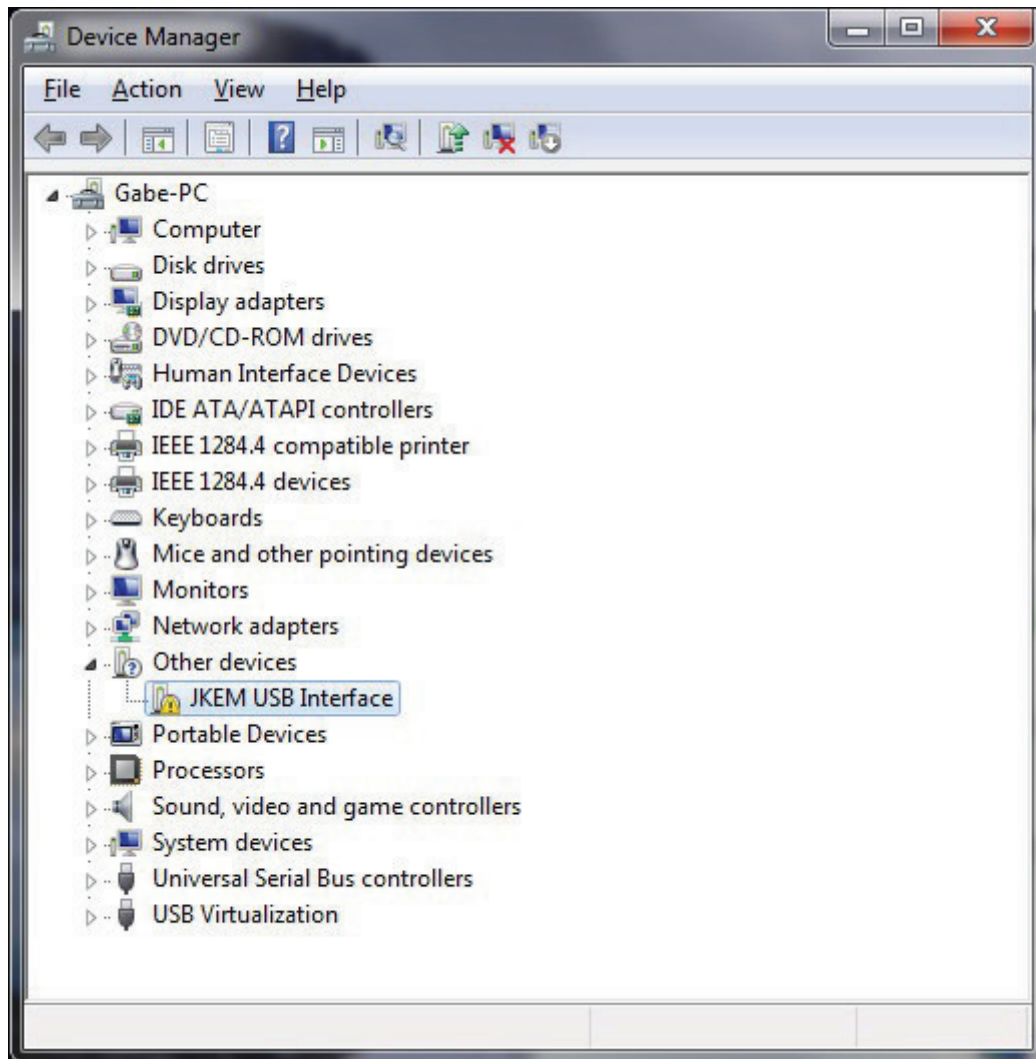 Device Manager
File Action View Help
Gabe-PC
Computer
Disk drives
Display adapters
DVD/CD-ROM drives
Human Interface Devices
IDE ATA/ATAPI controllers
IEEE 1284.4 compatible printer
IEEE 1284.4 devices
Keyboards
Mice and other pointing devices
Monitors
Network adapters
Other devices
JKEM USB Interface
Portable Devices
Processors
Sound, video and game controllers
System devices
Universal Serial Bus controllers
USB Virtualization